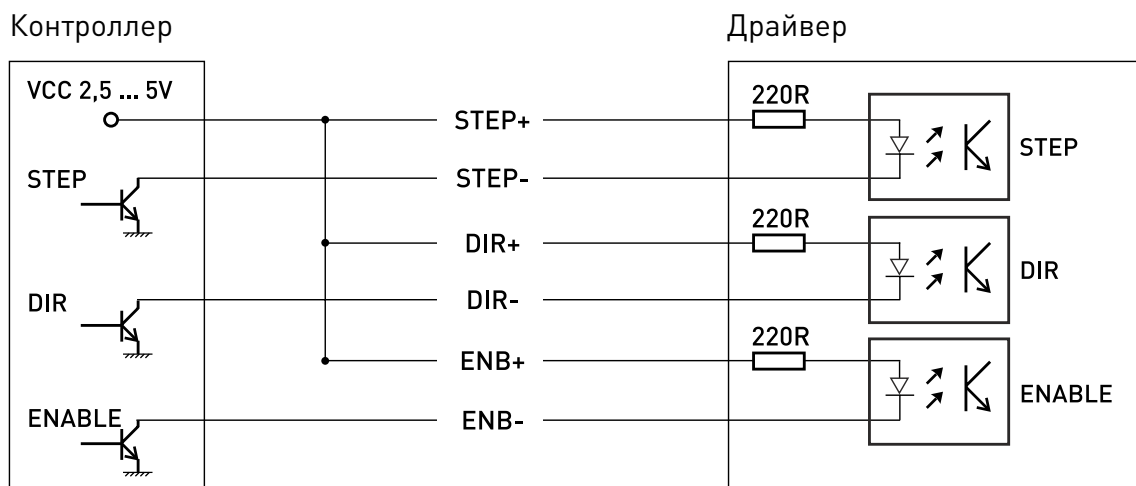 Контроллер
Драйвер
VCC 2,5 ... 5V
220R
STEP+
STEP
STEP
STEP-
220R
DIR+
DIR
DIR
DIR-
220R
ENB+
ENABLE
ENABLE
ENB-